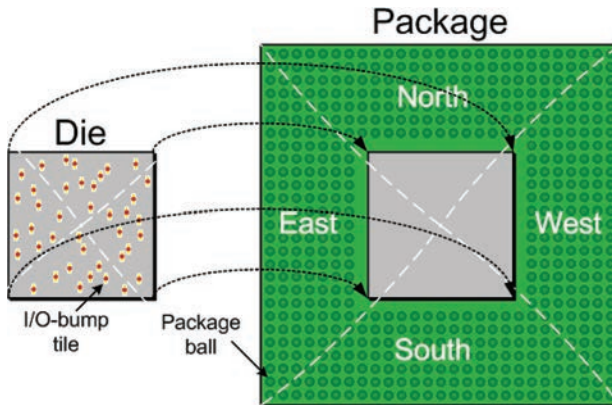 Package
North
Die
East
West
I/O-bump
tile
Package
ball
South